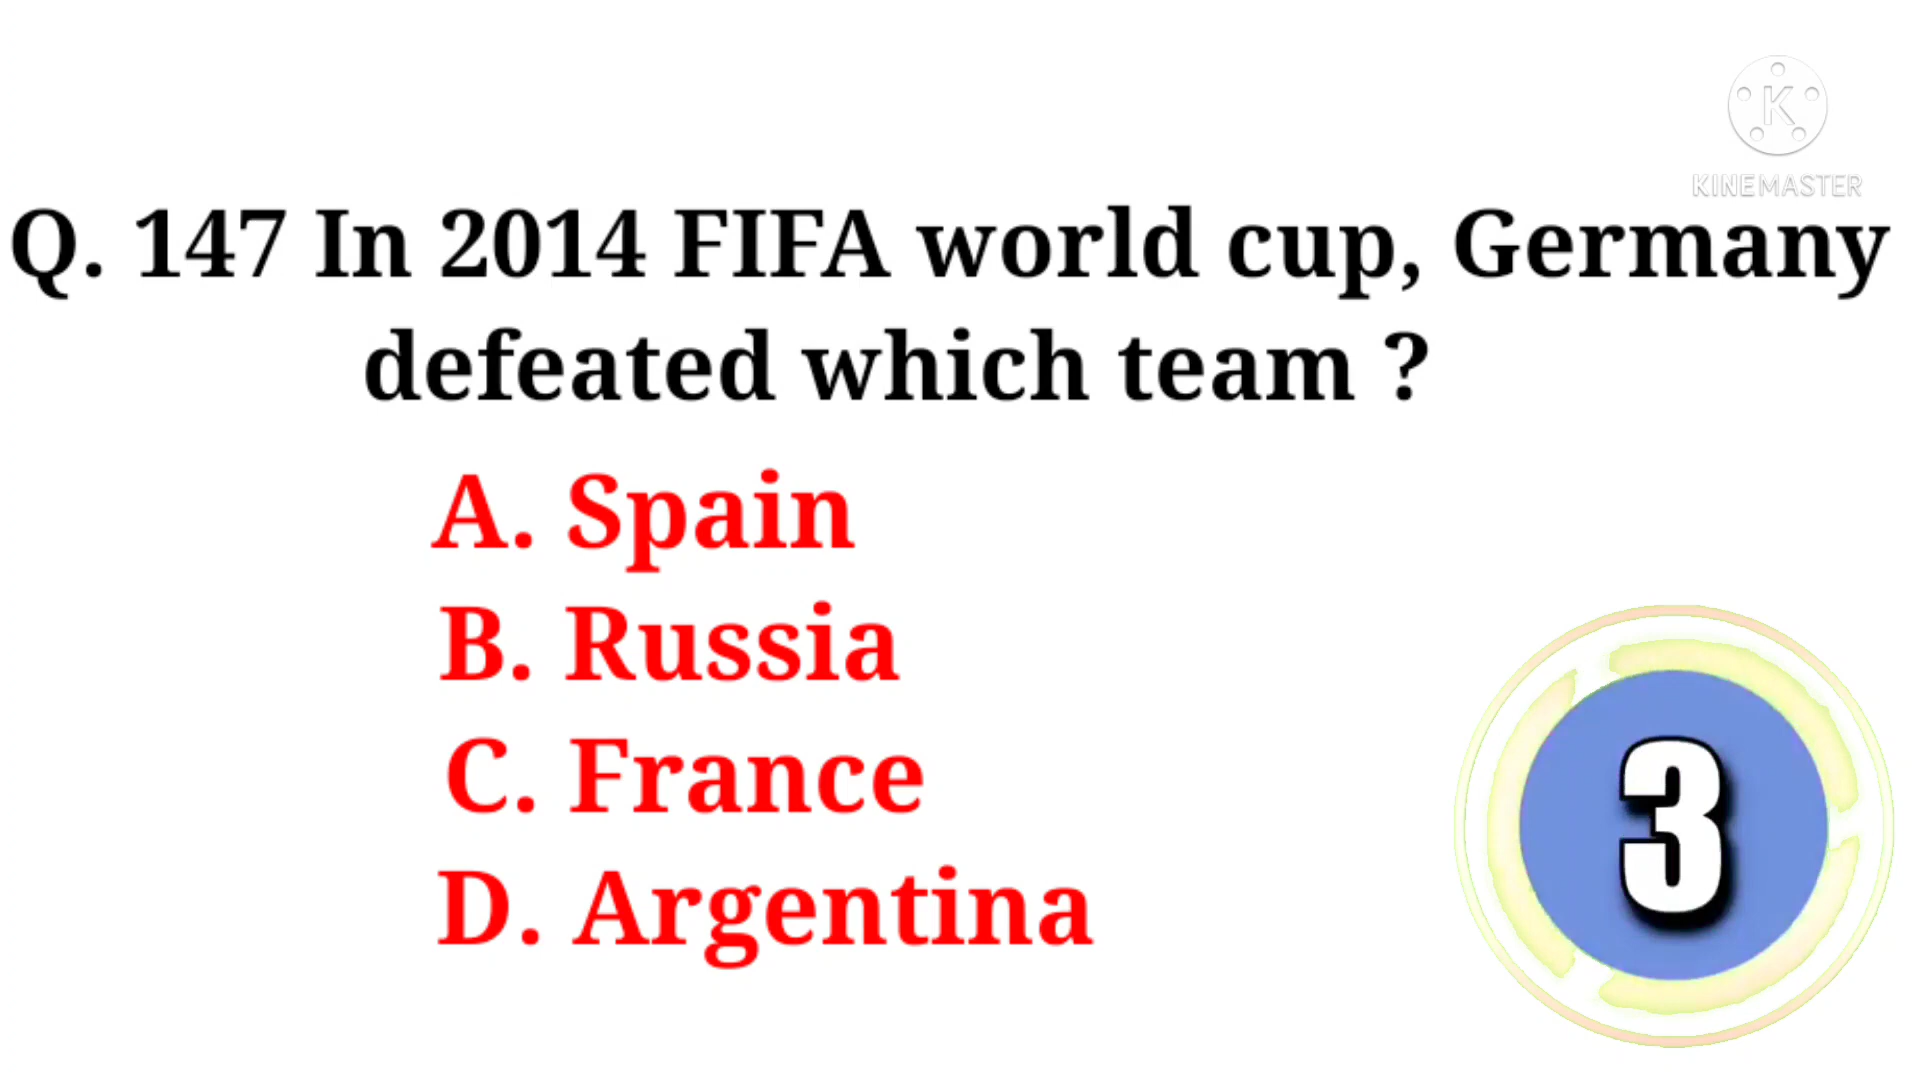 K
KINEMASTER
Q. 147 In 2014 FIFA world cup, Germany
defeated which team ?
A. Spain
B. Russia
C. France
D. Argentina
3